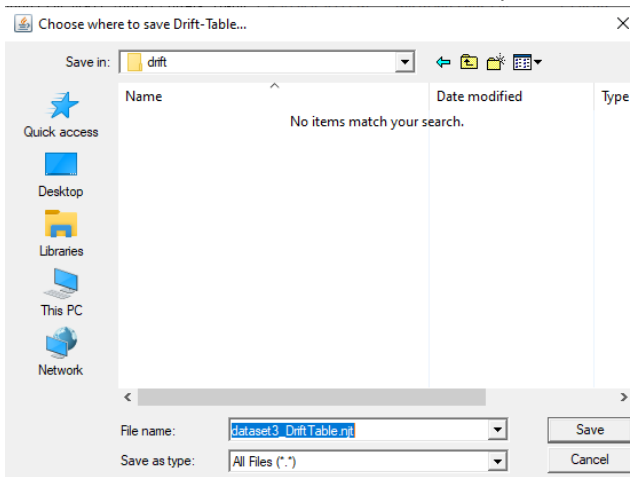 Choose where to save Drift-Table...
Save in:
drift
Name
Date modified
Type
No items match your search.
Quick access
Desktop
Libraries
This PC
Network
File name:
dataset3_DriftTable.njt
Save
Save as type:
All Files (*.*)
Cancel